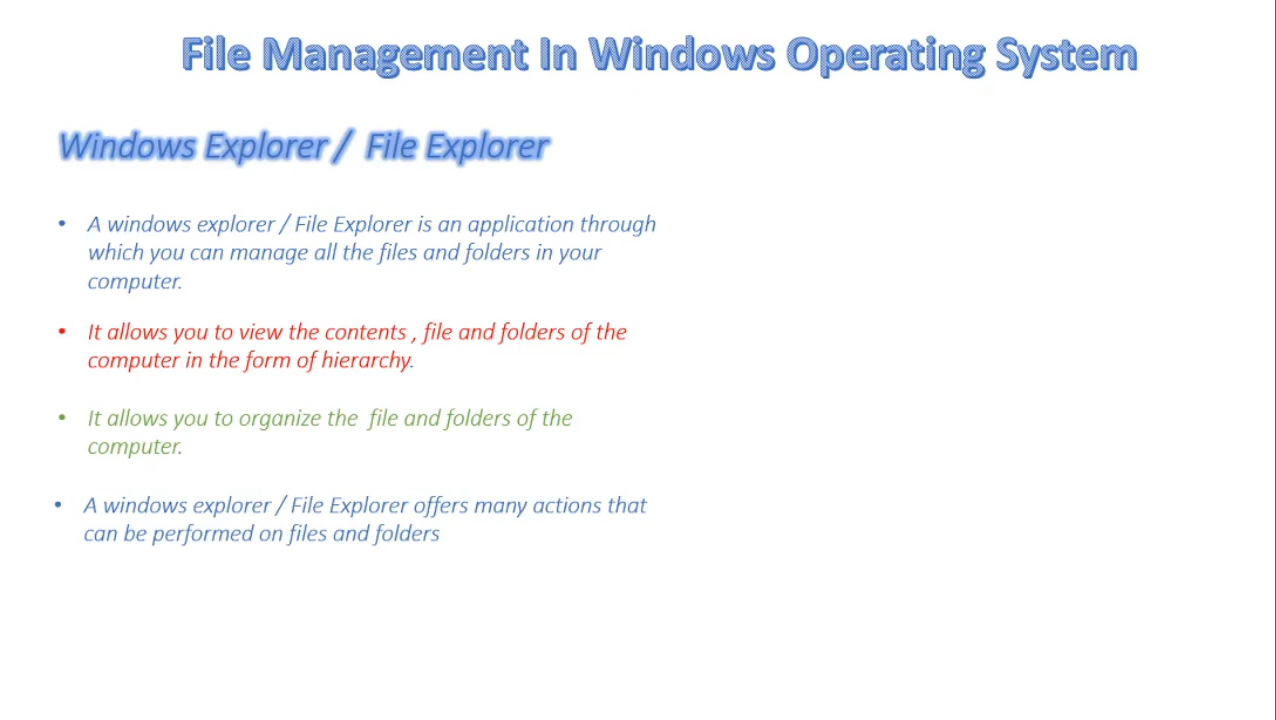 File Management In Windows Operating System
Windows Explorer / File Explorer
• A windows explorer / File Explorer is an application through
which you can manage all the files and folders in your
computer.
• It allows you to view the contents , file and folders of the
computer in the form of hierarchy.
• It allows you to organize the file and folders of the
computer.
• A windows explorer / File Explorer offers many actions that
can be performed on files and folders